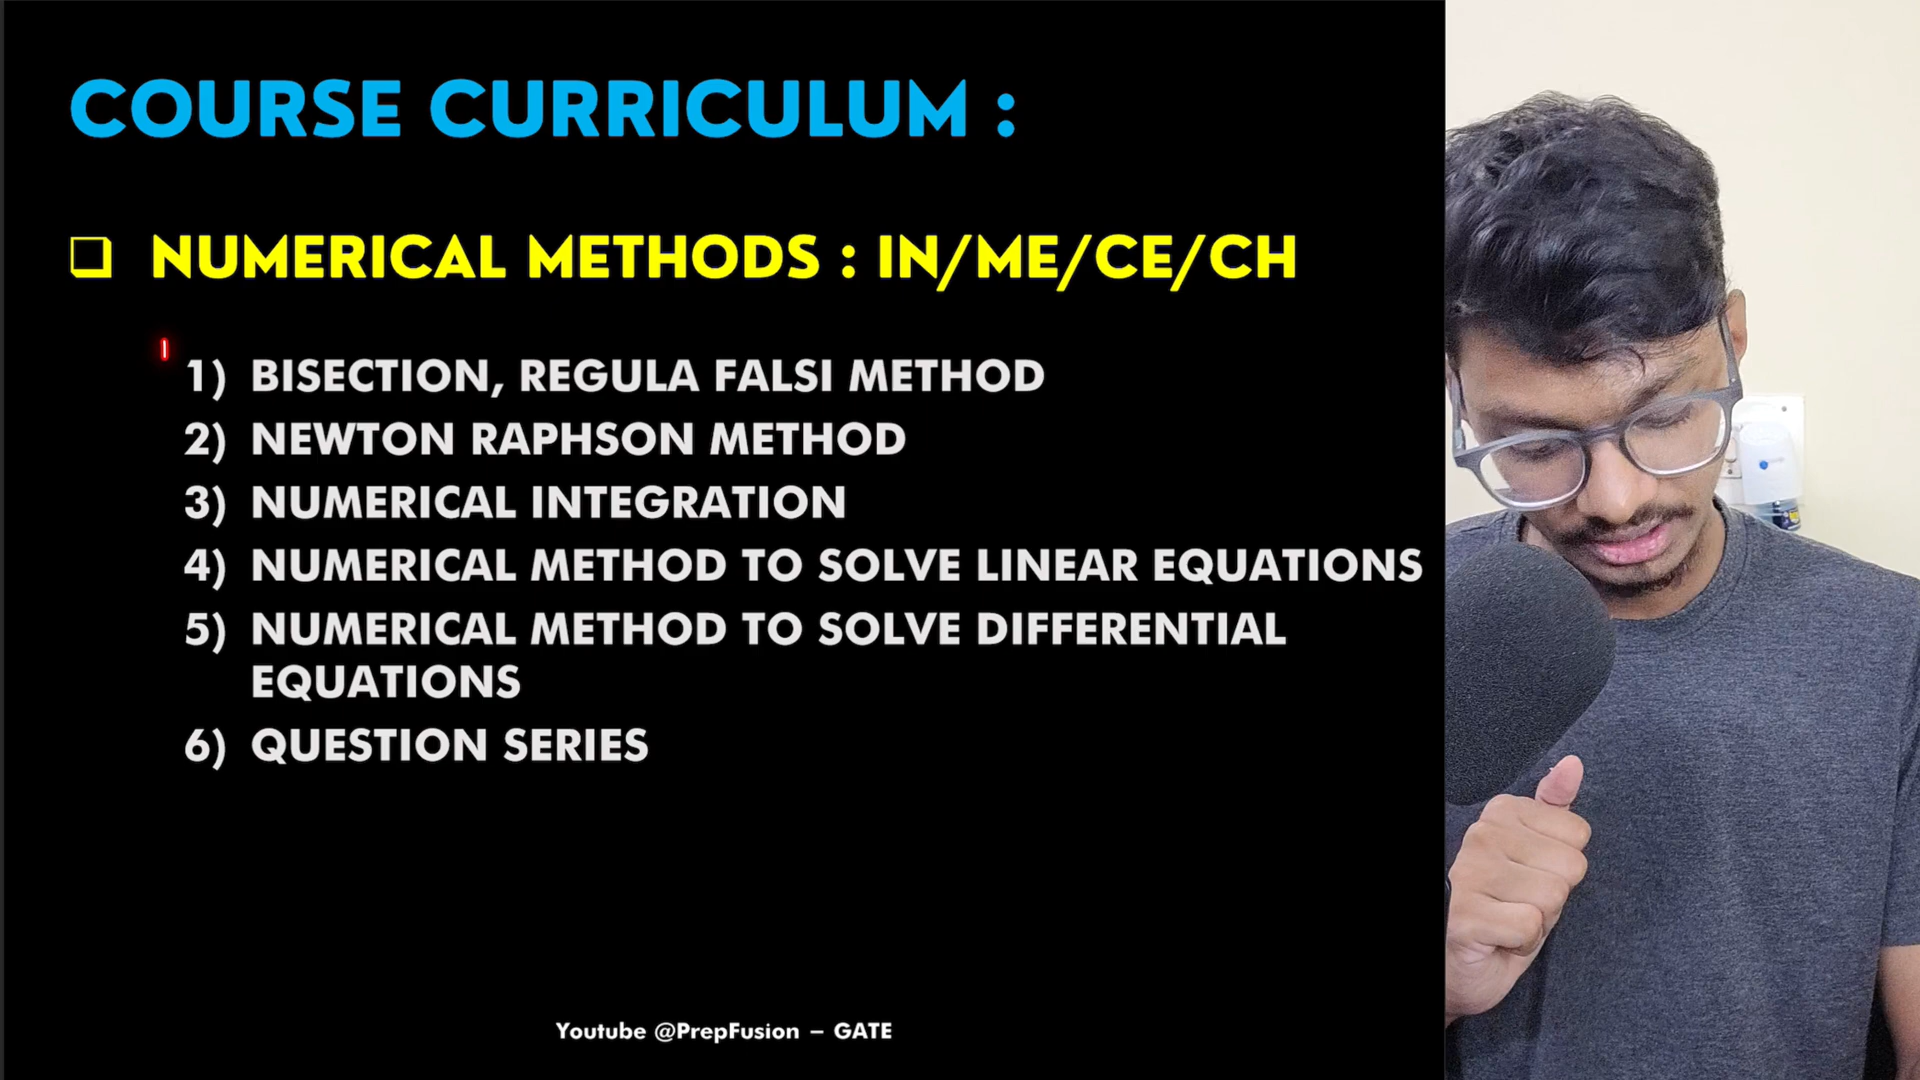 COURSE CURRICULUM :
❑ NUMERICAL METHODS : IN/ME/CE/CH
1) BISECTION, REGULA FALSI METHOD
2) NEWTON RAPHSON METHOD
3) NUMERICAL INTEGRATION
4) NUMERICAL METHOD TO SOLVE LINEAR EQUATIONS
5) NUMERICAL METHOD TO SOLVE DIFFERENTIAL
EQUATIONS
6) QUESTION SERIES
Youtube @PrepFusion – GATE